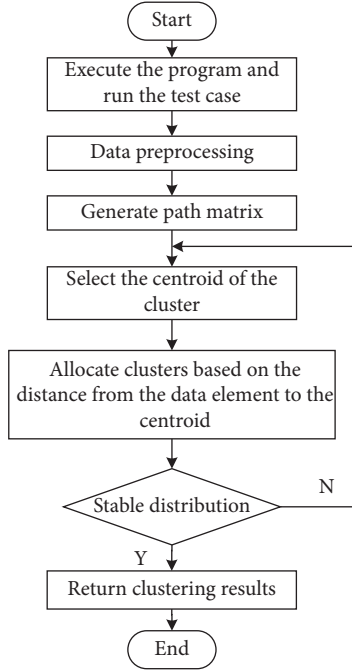 Start
Execute the program and
run the test case
Data preprocessing
Generate path matrix
Select the centroid of the
cluster
Allocate clusters based on the
distance from the data element to the
centroid
Stable distribution
N
Y
Return clustering results
End